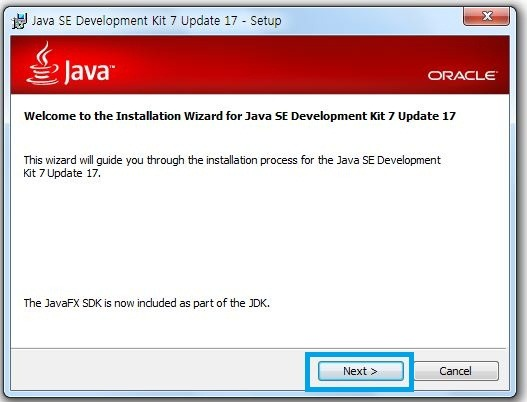 Java SE Development Kit 7 Update 17 - Setup
Java™
ORACLE®
Welcome to the Installation Wizard for Java SE Development Kit 7 Update 17
This wizard will guide you through the installation process for the Java SE Development
Kit 7 Update 17.
The JavaFX SDK is now included as part of the JDK.
Next >
Cancel